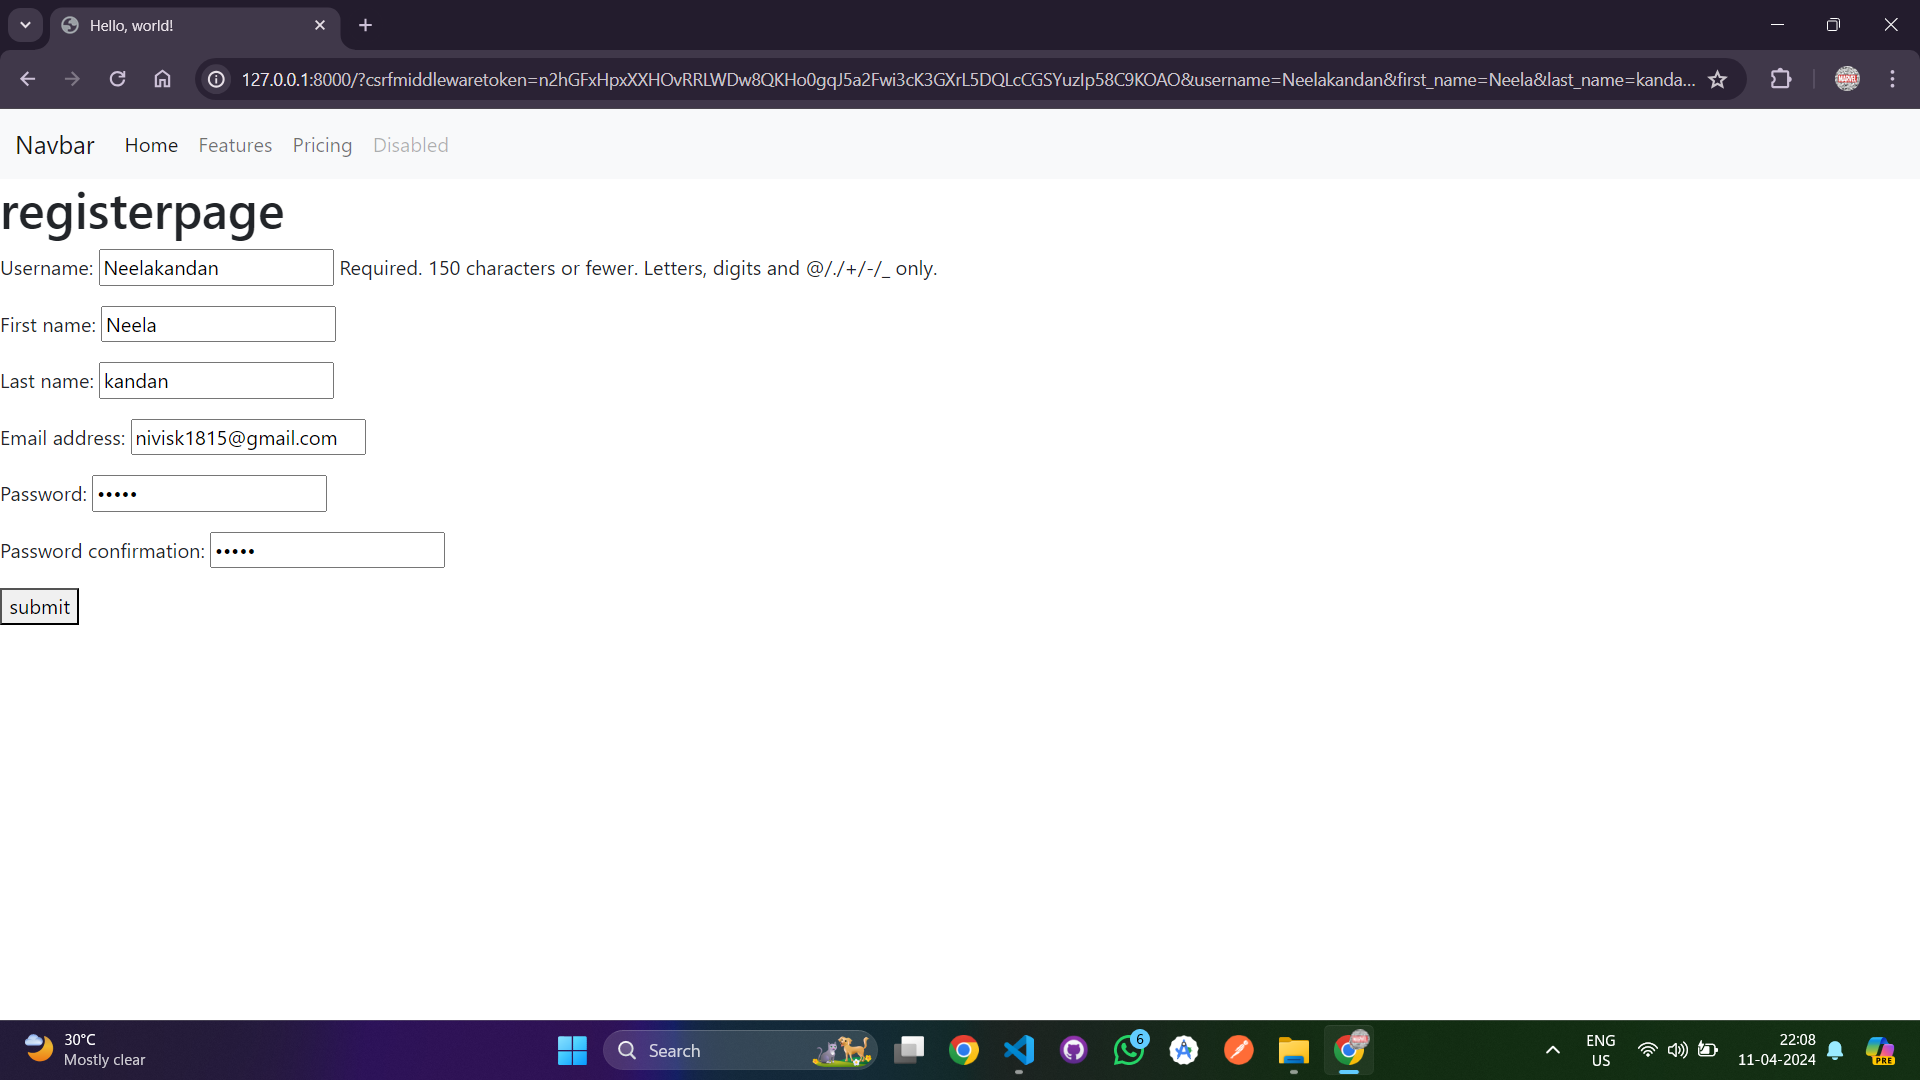 Hello, world!
127.0.0.1:8000/?csrfmiddlewaretoken=n2hGFxHpxXXHOvRRLWDw8QKHo0gqJ5a2Fwi3cK3GXrL5DQLcCGSYuzIp58C9KOAO&username=Neelakandan&first_name=Neela&last_name=kanda...
Navbar Home Features Pricing Disabled
registerpage
Username: Neelakandan Required. 150 characters or fewer. Letters, digits and @/./+/-/_ only.
First name: Neela
Last name: kandan
Email address: nivisk1815@gmail.com
Password: •••••
Password confirmation: •••••
submit
30°C
Mostly clear
Search
6
ENG
US
22:08
11-04-2024
PRE